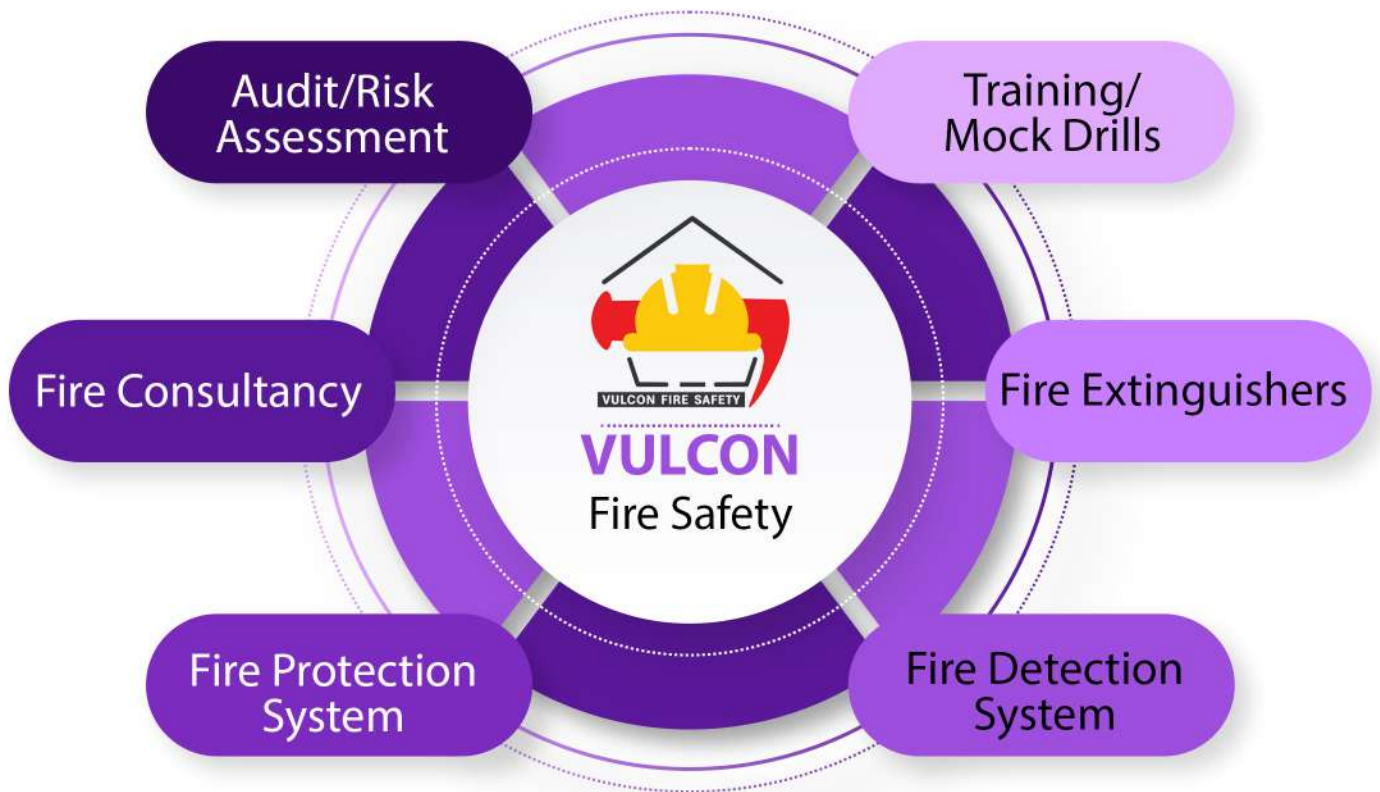 Audit/Risk
Assessment
Training/
Mock Drills
Fire Consultancy
Fire Extinguishers
VULCON FIRE SAFETY
VULCON
Fire Safety
Fire Protection
System
Fire Detection
System